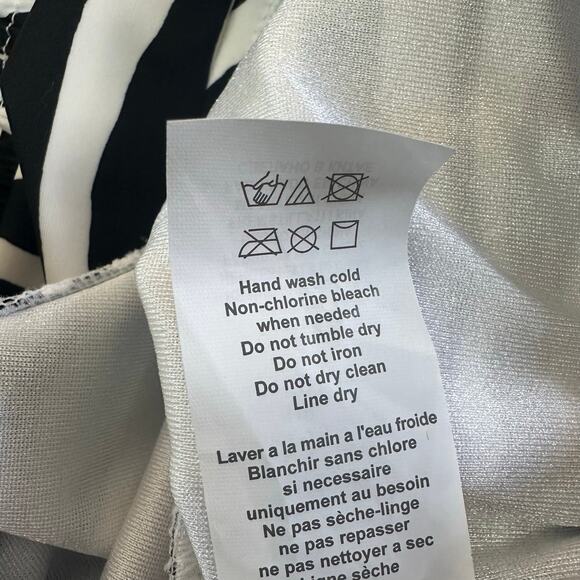 Hand wash cold
Non-chlorine bleach
when needed
Do not tumble dry
Do not iron
Do not dry clean
Line dry
Laver a la main a l'eau froide
Blanchir sans chlore
si necessaire
uniquement au besoin
Ne pas sèche-linge
ne pas repasser
ne pas nettoyer a sec
ligne sèche